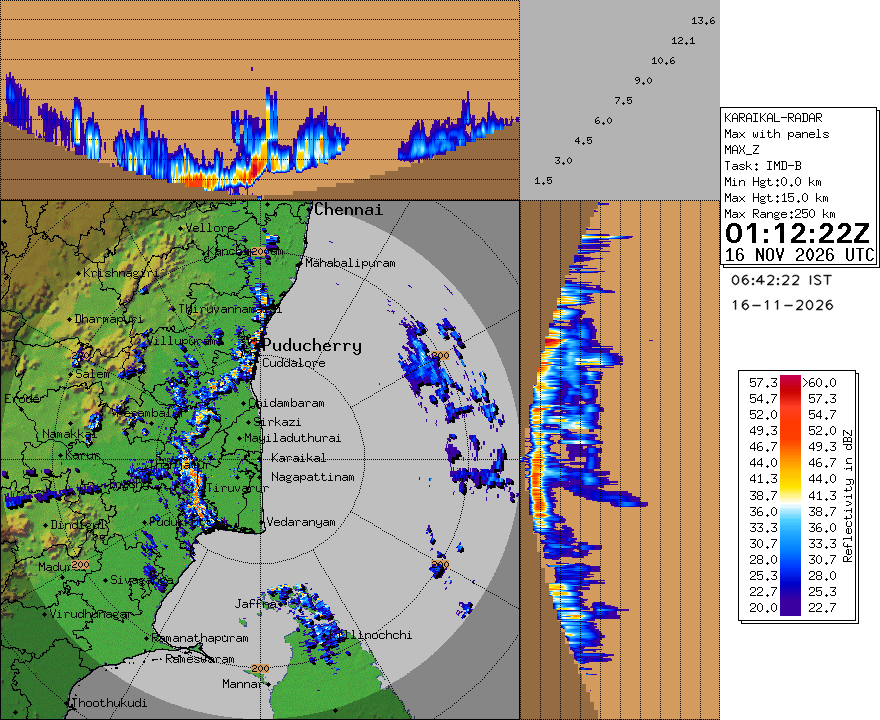 13.6
12.1
10.6
9.0
7.5
6.0
4.5
3.0
1.5
KARAIKAL-RADAR
Max with panels
MAX_Z
Task: IMD-B
Min Hgt:0.0 km
Max Hgt:15.0 km
Max Range:250 km
01:12:22Z
16 NOV 2026 UTC
06:42:22 IST
16-11-2026
57.3 >60.0
54.7 57.3
52.0 54.7
49.3 52.0
46.7 49.3
44.0 46.7
41.3 44.0
38.7 41.3
36.0 38.7
33.3 36.0
30.7 33.3
28.0 30.7
25.3 28.0
22.7 25.3
20.0 22.7
Reflectivity in dBZ
Chennai
Vellore
200
Mahabalipuram
Krishnagiri
Thiruvannamalai
Dharmapuri
Villupuram
Puducherry
200
Cuddalore
Salem
Erode
Chidambaram
Sirkazi
Namakkal
Mayiladuthurai
Karur
Karaikal
Nagapattinam
Tiruvarur
Vedaranyam
200
200
Virudhunagar
Jaffna
Killinochchi
Ramanathapuram
Rameswaram
200
Mannar
Thoothukudi